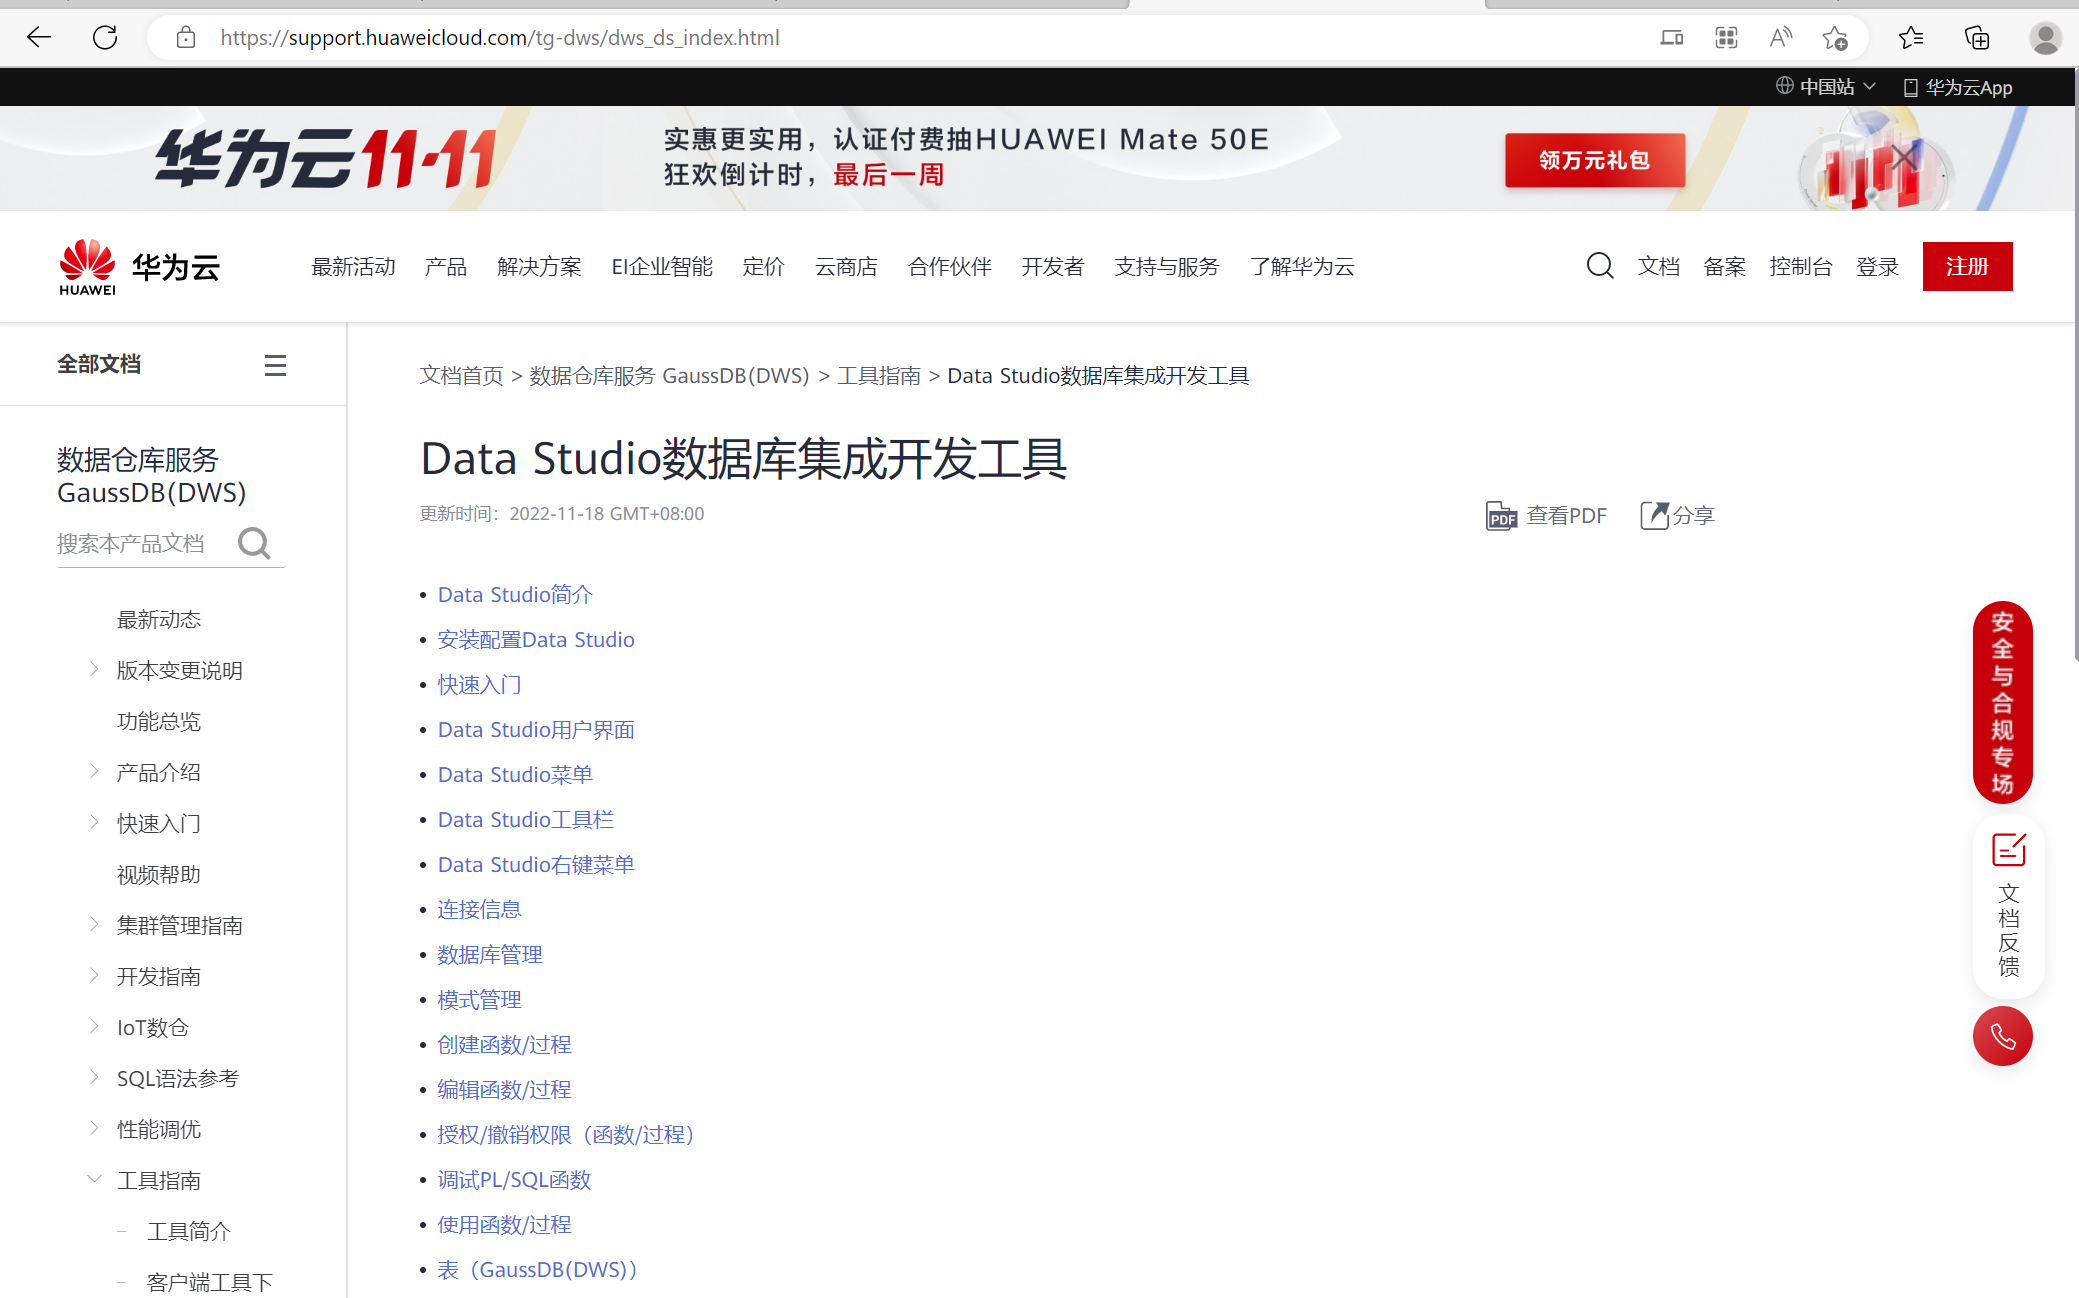 https://support.huaweicloud.com/tg-dws/dws_ds_index.html
中国站
华为云App
华为云11·11
实惠更实用，认证付费抽HUAWEI Mate 50E
狂欢倒计时，最后一周
领万元礼包
HUAWEI
华为云
最新活动 产品 解决方案 EI企业智能 定价 云商店 合作伙伴 开发者 支持与服务 了解华为云
文档 备案 控制台 登录 注册
全部文档
数据仓库服务
GaussDB(DWS)
搜索本产品文档
最新动态
版本变更说明
功能总览
产品介绍
快速入门
视频帮助
集群管理指南
开发指南
IoT数仓
SQL语法参考
性能调优
工具指南
工具简介
客户端工具下
文档首页 > 数据仓库服务 GaussDB(DWS) > 工具指南 > Data Studio数据库集成开发工具
Data Studio数据库集成开发工具
更新时间：2022-11-18 GMT+08:00
PDF 查看PDF
分享
• Data Studio简介
• 安装配置Data Studio
• 快速入门
• Data Studio用户界面
• Data Studio菜单
• Data Studio工具栏
• Data Studio右键菜单
• 连接信息
• 数据库管理
• 模式管理
• 创建函数/过程
• 编辑函数/过程
• 授权/撤销权限（函数/过程）
• 调试PL/SQL函数
• 使用函数/过程
• 表（GaussDB(DWS)）
安全与合规专场
文档反馈